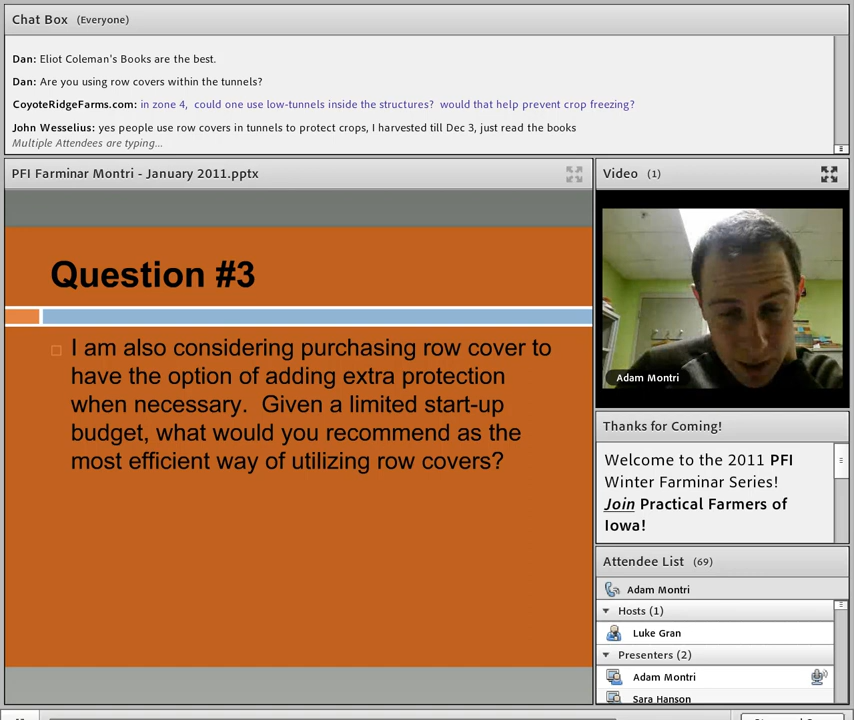 Chat Box (Everyone)
Dan: Eliot Coleman's Books are the best.
Dan: Are you using row covers within the tunnels?
CoyoteRidgeFarms.com: in zone 4, could one use low-tunnels inside the structures? would that help prevent crop freezing?
John Wesselius: yes people use row covers in tunnels to protect crops, I harvested till Dec 3, just read the books
Multiple Attendees are typing...
PFI Farminar Montri - January 2011.pptx
Question #3
I am also considering purchasing row cover to
have the option of adding extra protection
when necessary. Given a limited start-up
budget, what would you recommend as the
most efficient way of utilizing row covers?
Video (1)
Adam Montri
Thanks for Coming!
Welcome to the 2011 PFI
Winter Farminar Series!
Join Practical Farmers of
Iowa!
Attendee List (69)
Adam Montri
Hosts (1)
Luke Gran
Presenters (2)
Adam Montri
Sara Hanson